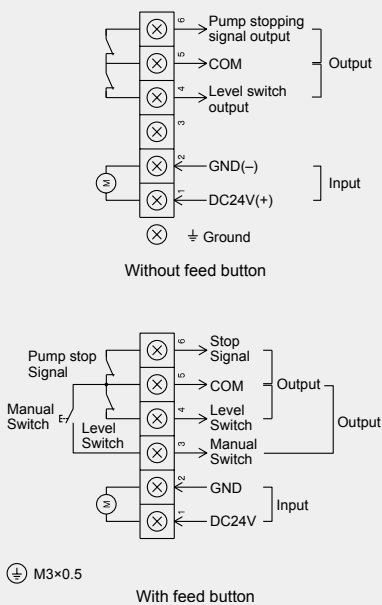 6
Pump stopping
signal output
5
COM
Output
4
Level switch
output
3
2
GND(–)
Input
M
1
DC24V(+)
⏚ Ground
Without feed button
Pump stop
Signal
6
Stop
Signal
5
COM
Output
Manual
Switch
E
Level
Switch
4
Level
Switch
Output
3
Manual
Switch
2
GND
Input
M
1
DC24V
M3×0.5
With feed button